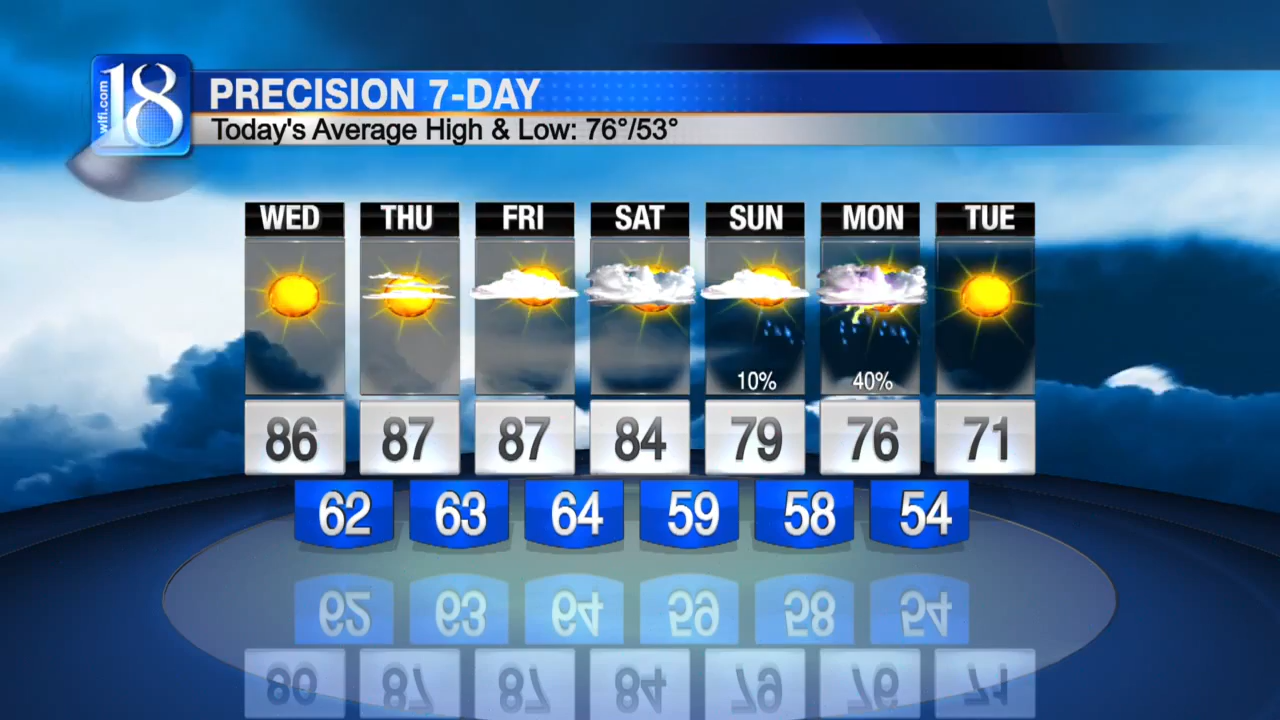 wlfi.com
18
PRECISION 7-DAY
Today's Average High & Low: 76°/53°
WED THU FRI SAT SUN MON TUE
10% 40%
86 87 87 84 79 76 71
62 63 64 59 58 54